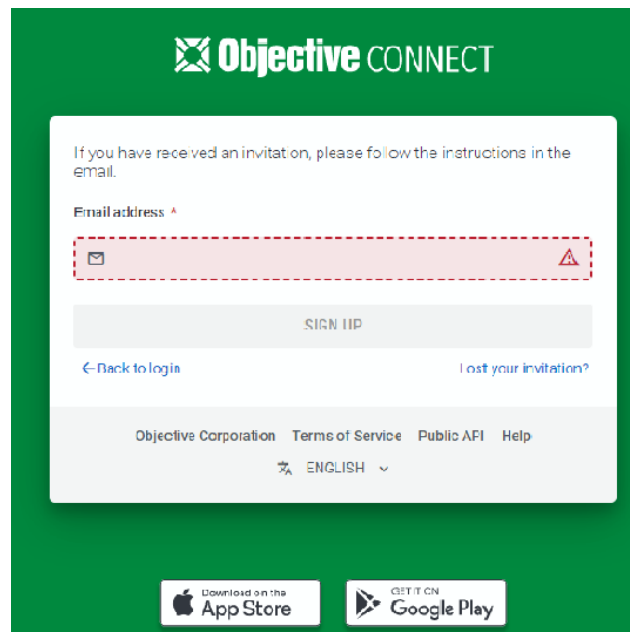 Objective CONNECT
If you have received an invitation, please follow the instructions in the
email.
Email address *
SIGN UP
← Back to login
Lost your invitation?
Objective Corporation Terms of Service Public API Help
ENGLISH
Download on the
App Store
GET IT ON
Google Play